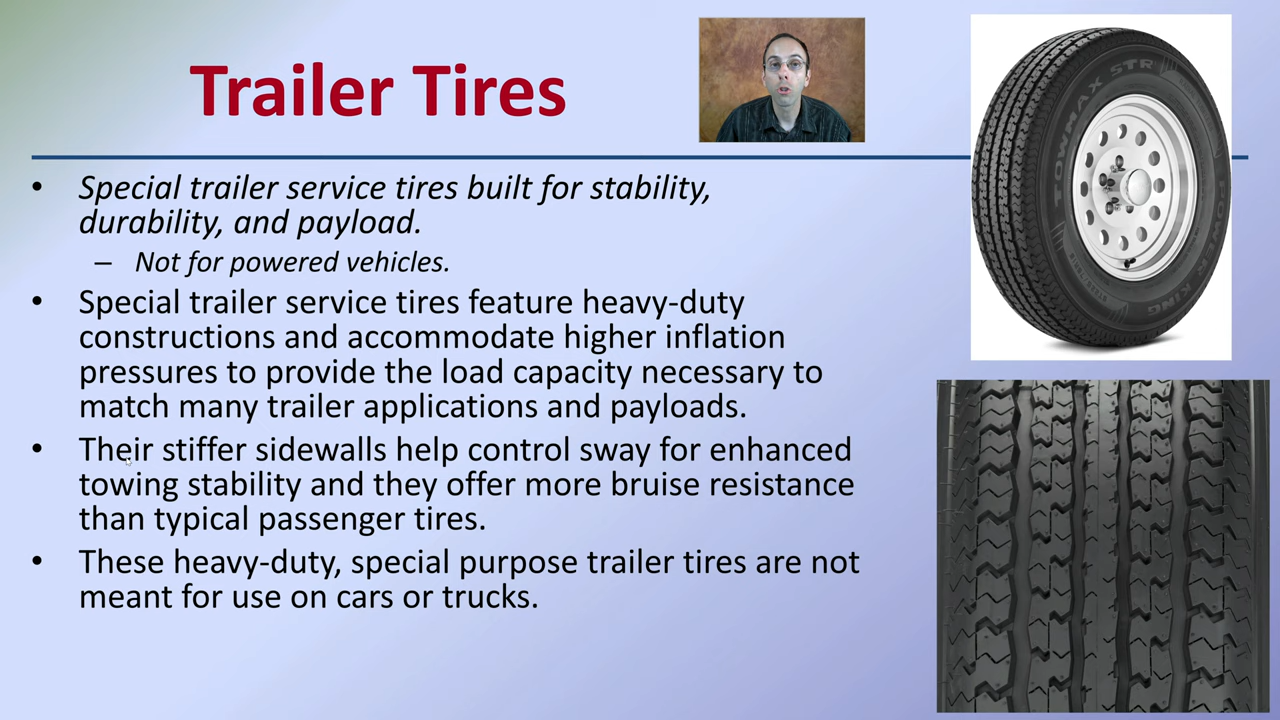 Trailer Tires
• Special trailer service tires built for stability,
durability, and payload.
– Not for powered vehicles.
• Special trailer service tires feature heavy-duty
constructions and accommodate higher inflation
pressures to provide the load capacity necessary to
match many trailer applications and payloads.
• Their stiffer sidewalls help control sway for enhanced
towing stability and they offer more bruise resistance
than typical passenger tires.
• These heavy-duty, special purpose trailer tires are not
meant for use on cars or trucks.
TOWMAX STR
POWER KING